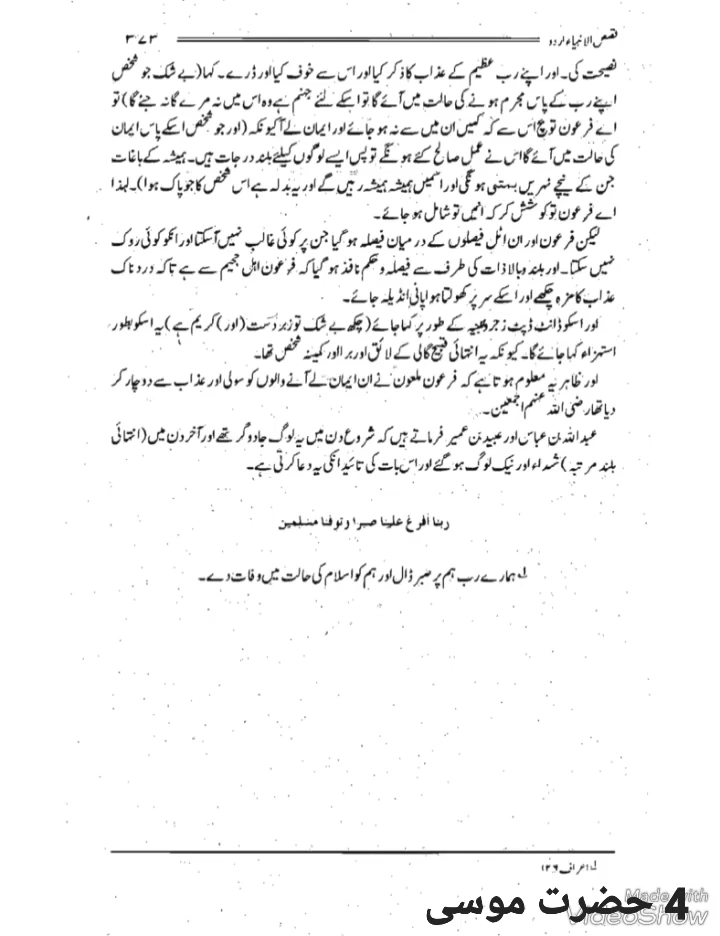 قصص الانبیاء اردو ۳۷۳
نصیحت کی۔ اور اپنے رب عظیم کے عذاب کا ذکر کیا اور اس سے خوف کیا اور ڈرے۔ کہا (بے شک جو شخص
اپنے رب کے پاس مجرم ہونے کی حالت میں آئے گا تو اسکے لئے جہنم ہے وہ اس میں نہ مرے گا نہ جئے گا) تو
اے فرعون تو بچ اس سے کہ کہیں ان میں سے نہ ہو جائے اور ایمان لے آ کیونکہ (اور جو شخص اسکے پاس ایمان
کی حالت میں آئے گا اس نے عمل صالح کئے ہونگے تو پس ایسے لوگوں کیلئے بلند درجات ہیں۔ ہمیشہ کے باغات
جن کے نیچے نہریں بہتی ہونگی اور اسمیں ہمیشہ ہمیشہ رہیں گے اور یہ بدلہ ہے اس شخص کا جو پاک ہوا)۔ لہذا
اے فرعون تو کوشش کر کہ انہیں تو شامل ہو جائے۔
لیکن فرعون اور ان اٹل فیصلوں کے درمیان فیصلہ ہو گیا جن پر کوئی غالب نہیں آسکتا اور انکو کوئی روک
نہیں سکتا۔ اور بلند وبالا ذات کی طرف سے فیصلہ و حکم نافذ ہو گیا کہ فرعون اہل جحیم سے ہے تاکہ دردناک
عذاب کا مزہ چکھے اور اسکے سر پر کھولتا ہوا پانی انڈیلا جائے۔
اور اسکو ڈانٹ ڈپٹ زجر و تنبیہ کے طور پر کہا جائے (چکھ بے شک تو زبردست (اور) کریم ہے) یہ اسکو بطور
استہزاء کہا جائے گا۔ کیونکہ یہ انتہائی قبیح گالی کے لائق اور برا اور کمینہ شخص تھا۔
اور ظاہر یہ معلوم ہوتا ہے کہ فرعون ملعون نے ان ایمان لے آنے والوں کو سولی اور عذاب سے دوچار کر
دیا تھا رضی اللہ عنہم اجمعین۔
عبداللہ بن عباس اور عبید بن عمیر فرماتے ہیں کہ شروع دن میں یہ لوگ جادوگر تھے اور آخر دن میں (انتہائی
بلند مرتبہ) شہداء اور نیک لوگ ہو گئے اور اس بات کی تائید انکی یہ دعا کرتی ہے۔
ربنا افرغ علینا صبرا و توفنا مسلمین
اے ہمارے رب ہم پر صبر ڈال اور ہم کو اسلام کی حالت میں وفات دے۔
اعراف ۱۲۶
Made with
VideoShow
4 حضرت موسی